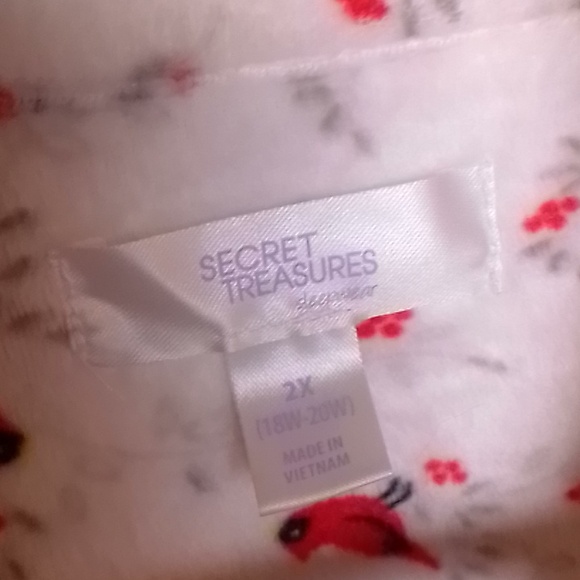 SECRET
TREASURES
sleepwear
2X
(18W-20W)
MADE IN
VIETNAM